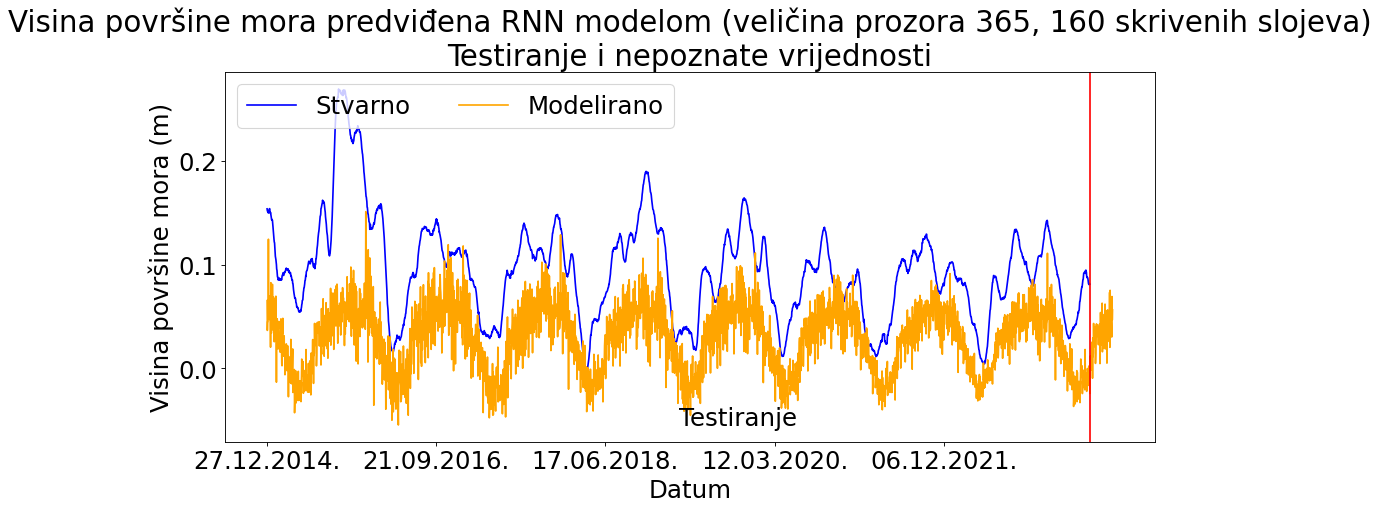 Visina površine mora predviđena RNN modelom (veličina prozora 365, 160 skrivenih slojeva)
Testiranje i nepoznate vrijednosti
Stvarno Modelirano
Visina površine mora (m)
0.2
0.1
0.0
Testiranje
27.12.2014. 21.09.2016. 17.06.2018. 12.03.2020. 06.12.2021.
Datum